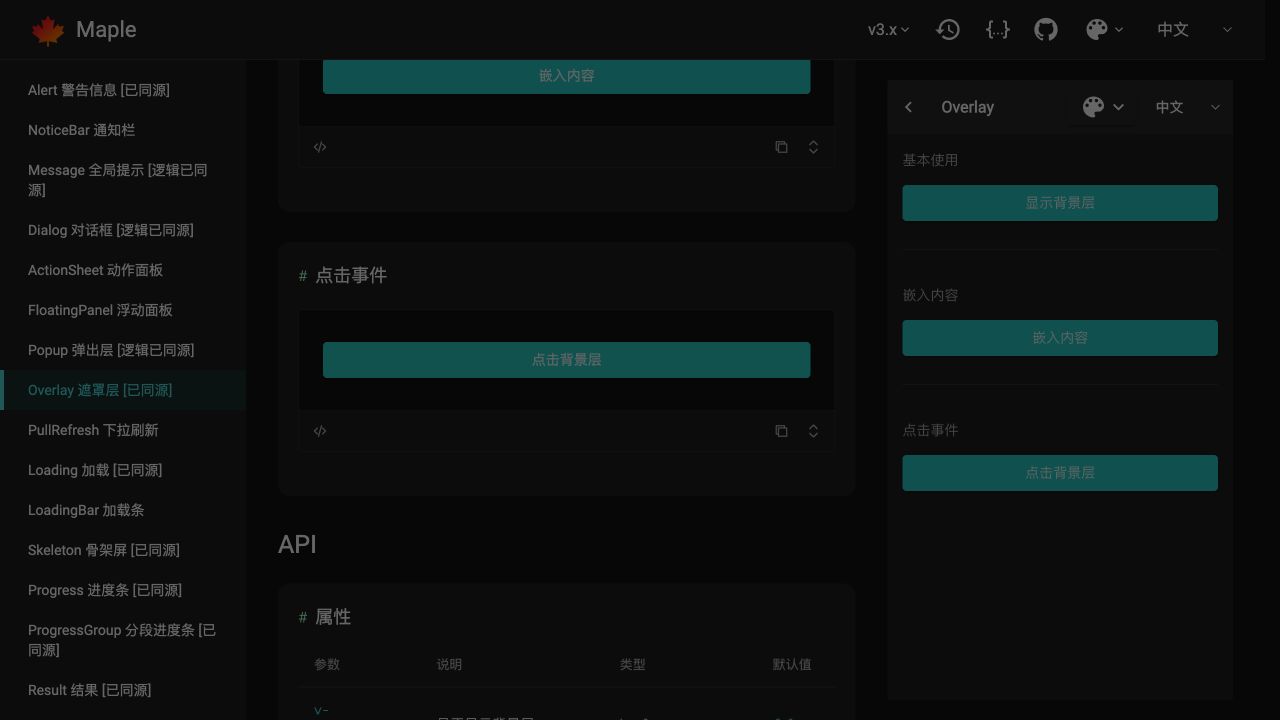 Maple
v3.x
中文
Alert 警告信息 [已同源]
NoticeBar 通知栏
Message 全局提示 [逻辑已同
源]
Dialog 对话框 [逻辑已同源]
ActionSheet 动作面板
FloatingPanel 浮动面板
Popup 弹出层 [逻辑已同源]
Overlay 遮罩层 [已同源]
PullRefresh 下拉刷新
Loading 加载 [已同源]
LoadingBar 加载条
Skeleton 骨架屏 [已同源]
Progress 进度条 [已同源]
ProgressGroup 分段进度条 [已
同源]
Result 结果 [已同源]
嵌入内容
# 点击事件
点击背景层
API
# 属性
参数 说明 类型 默认值
v-
Overlay
中文
基本使用
显示背景层
嵌入内容
嵌入内容
点击事件
点击背景层